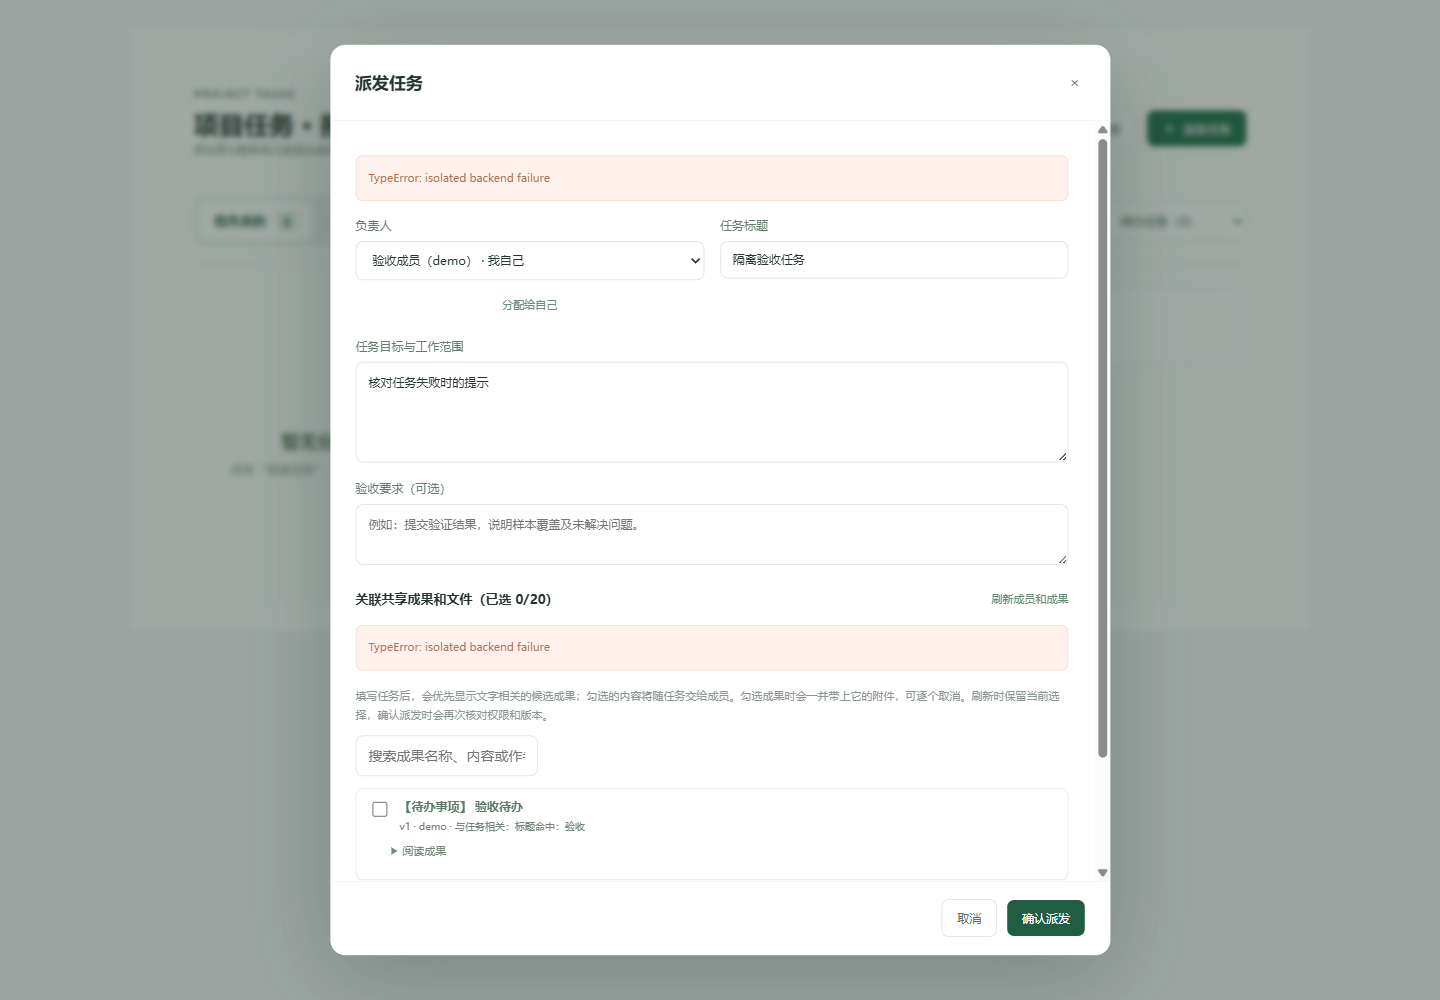 派发任务
×
PROJECT TASKS
项目任务 ·
TypeError: isolated backend failure
负责人
任务标题
验收成员（demo）· 我自己
隔离验收任务
分配给自己
任务目标与工作范围
核对任务失败时的提示
验收要求（可选）
例如：提交验证结果，说明样本覆盖及未解决问题。
关联共享成果和文件（已选 0/20）
刷新成员和成果
TypeError: isolated backend failure
填写任务后，会优先显示文字相关的候选成果；勾选的内容将随任务交给成员。勾选成果时会一并带上它的附件，可逐个取消。刷新时保留当前选
择，确认派发时会再次核对权限和版本。
搜索成果名称、内容或作
【待办事项】 验收待办
v1 · demo · 与任务相关：标题命中：验收
阅读成果
取消
确认派发